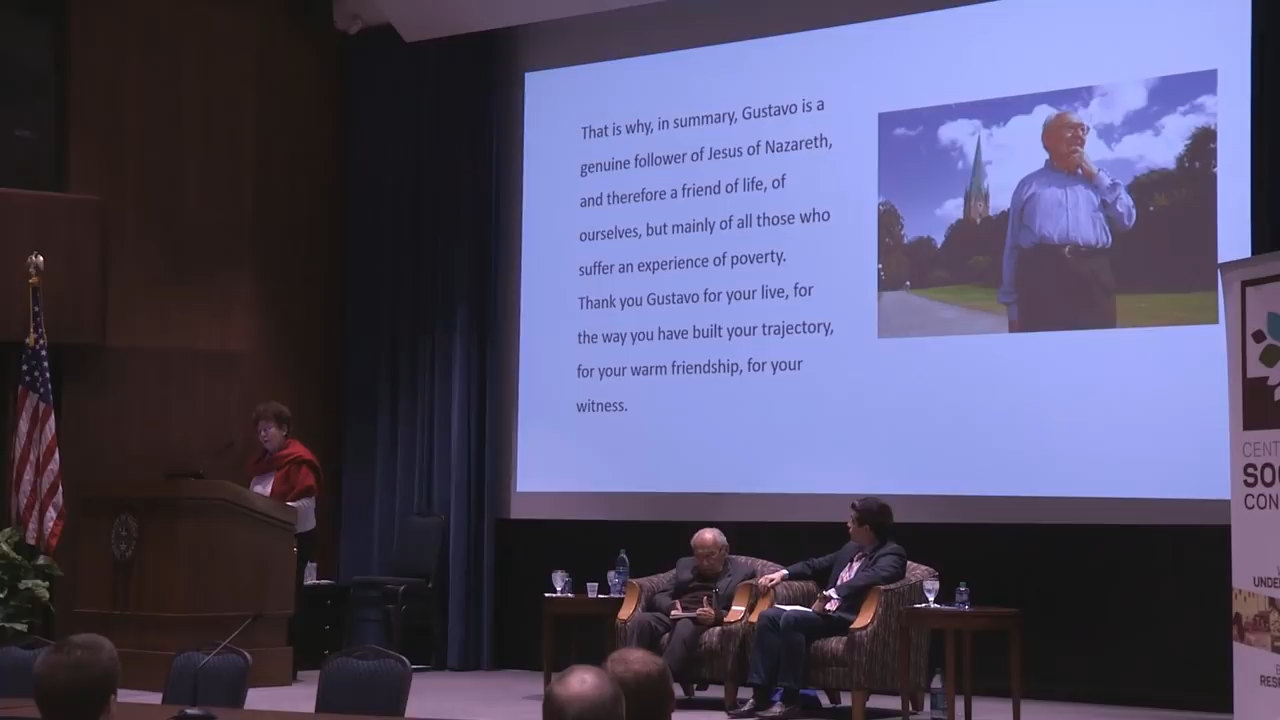 That is why, in summary, Gustavo is a
genuine follower of Jesus of Nazareth,
and therefore a friend of life, of
ourselves, but mainly of all those who
suffer an experience of poverty.
Thank you Gustavo for your live, for
the way you have built your trajectory,
for your warm friendship, for your
witness.
CENT
SO
CON
UNDE
RES